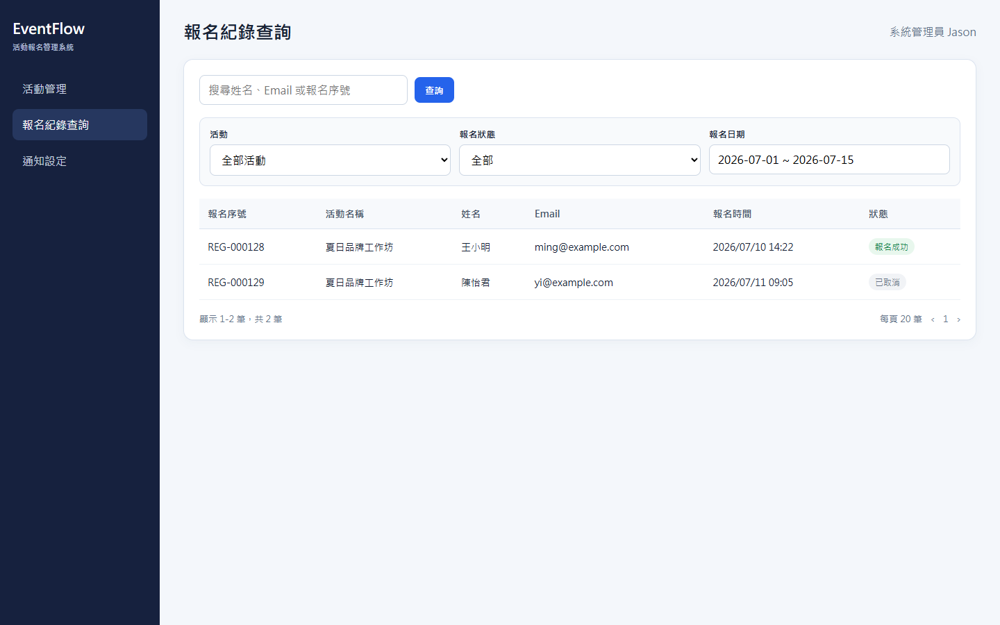 EventFlow
活動報名管理系統
活動管理
報名紀錄查詢
通知設定
報名紀錄查詢
系統管理員 Jason
搜尋姓名、Email 或報名序號
查詢
活動
報名狀態
報名日期
全部活動
全部
2026-07-01 ~ 2026-07-15
報名序號 活動名稱 姓名 Email 報名時間 狀態
REG-000128 夏日品牌工作坊 王小明 ming@example.com 2026/07/10 14:22 報名成功
REG-000129 夏日品牌工作坊 陳怡君 yi@example.com 2026/07/11 09:05 已取消
顯示 1-2 筆，共 2 筆
每頁 20 筆 ‹ 1 ›